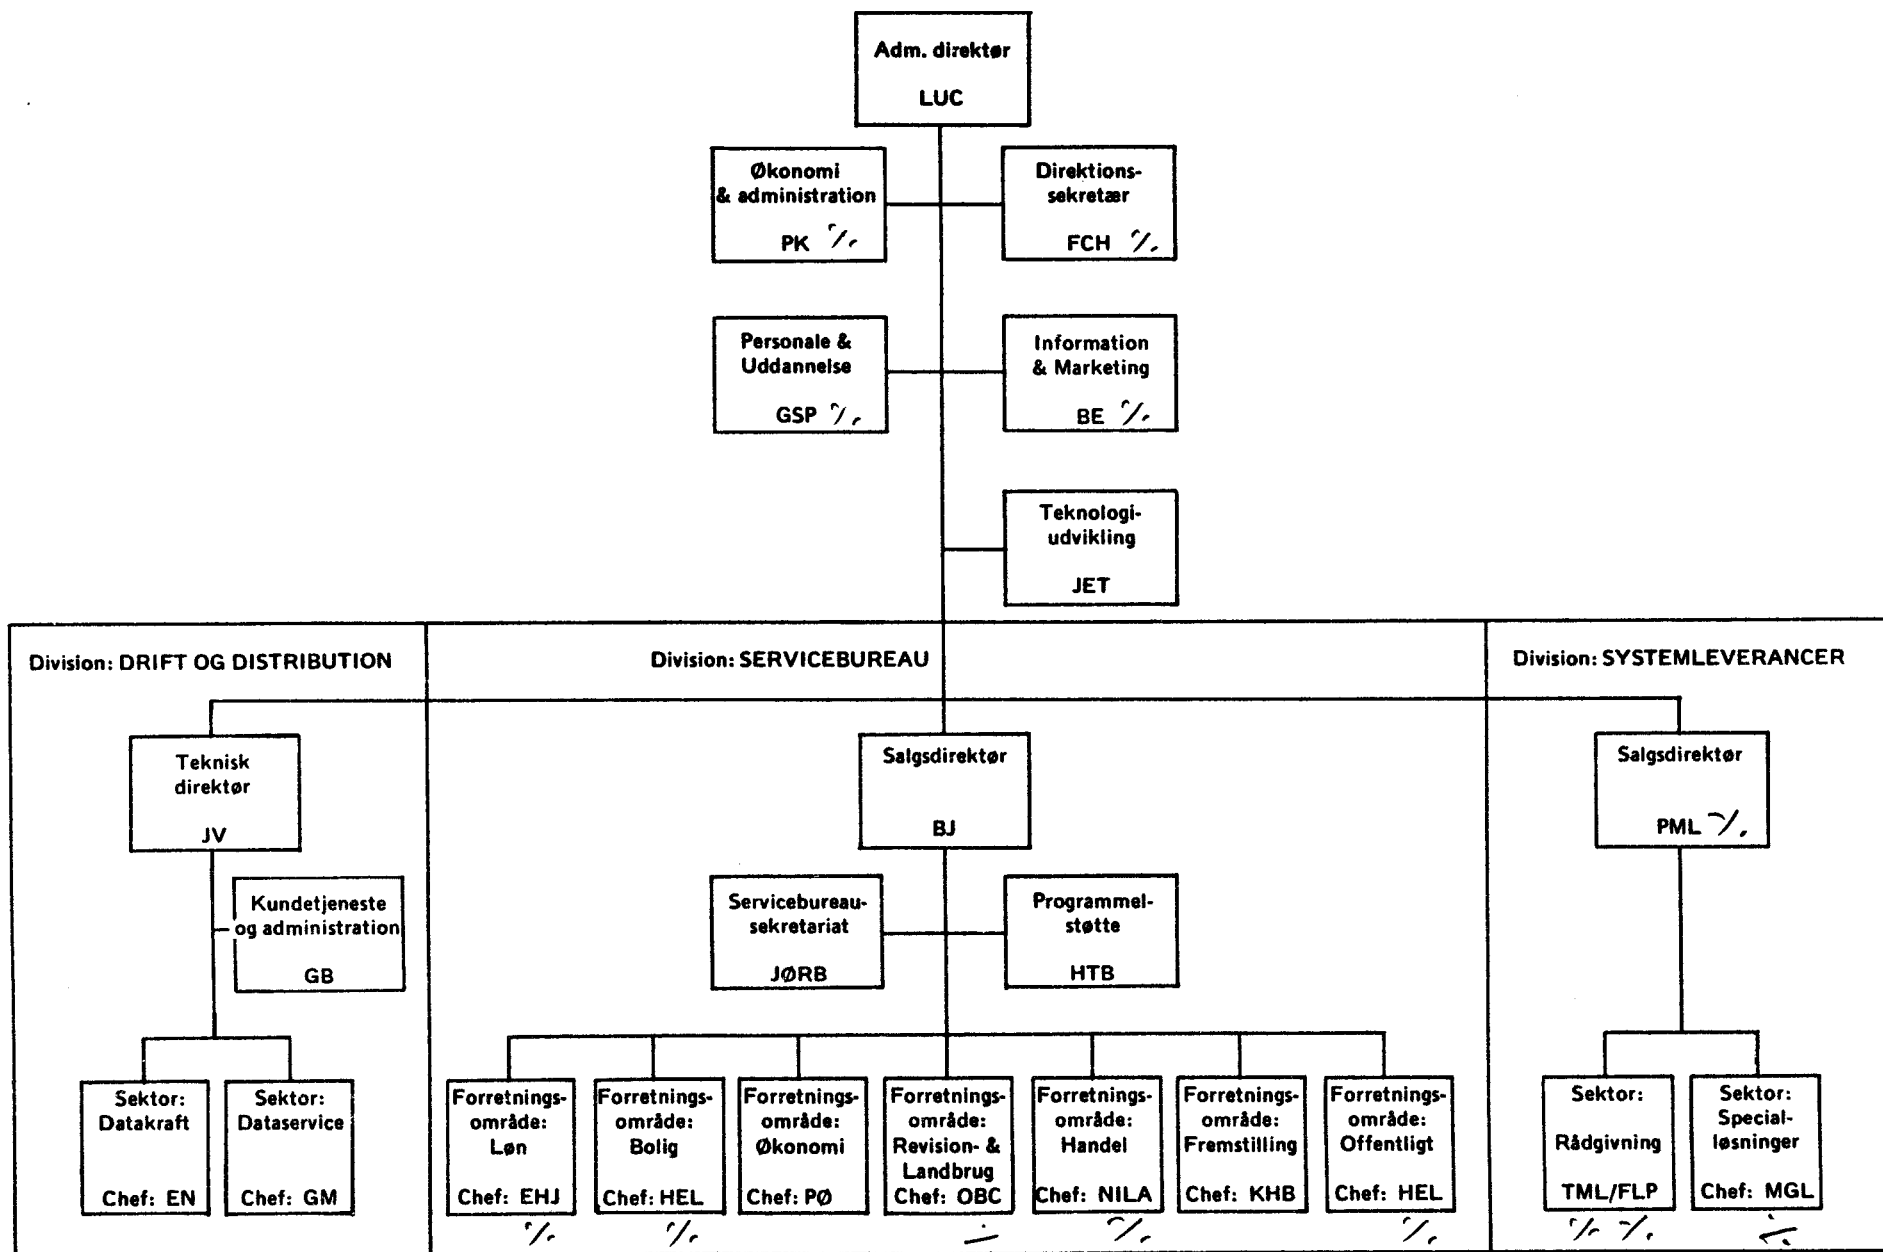 Adm. direktør
LUC
Økonomi
& administration
PK ·/.
Direktions-
sekretær
FCH ·/.
Personale &
Uddannelse
GSP ·/.
Information
& Marketing
BE ·/.
Teknologi-
udvikling
JET
Division: DRIFT OG DISTRIBUTION
Division: SERVICEBUREAU
Division: SYSTEMLEVERANCER
Teknisk
direktør
JV
Salgsdirektør
BJ
Salgsdirektør
PML ·/.
Kundetjeneste
og administration
GB
Servicebureau-
sekretariat
JØRB
Programmel-
støtte
HTB
Sektor:
Datakraft
Chef: EN
Sektor:
Dataservice
Chef: GM
Forretnings-
område:
Løn
Chef: EHJ
·/.
Forretnings-
område:
Bolig
Chef: HEL
·/.
Forretnings-
område:
Økonomi
Chef: PØ
Forretnings-
område:
Revision- &
Landbrug
Chef: OBC
Forretnings-
område:
Handel
Chef: NILA
·/.
Forretnings-
område:
Fremstilling
Chef: KHB
Forretnings-
område:
Offentligt
Chef: HEL
·/.
Sektor:
Rådgivning
TML/FLP
·/. ·/.
Sektor:
Special-
løsninger
Chef: MGL